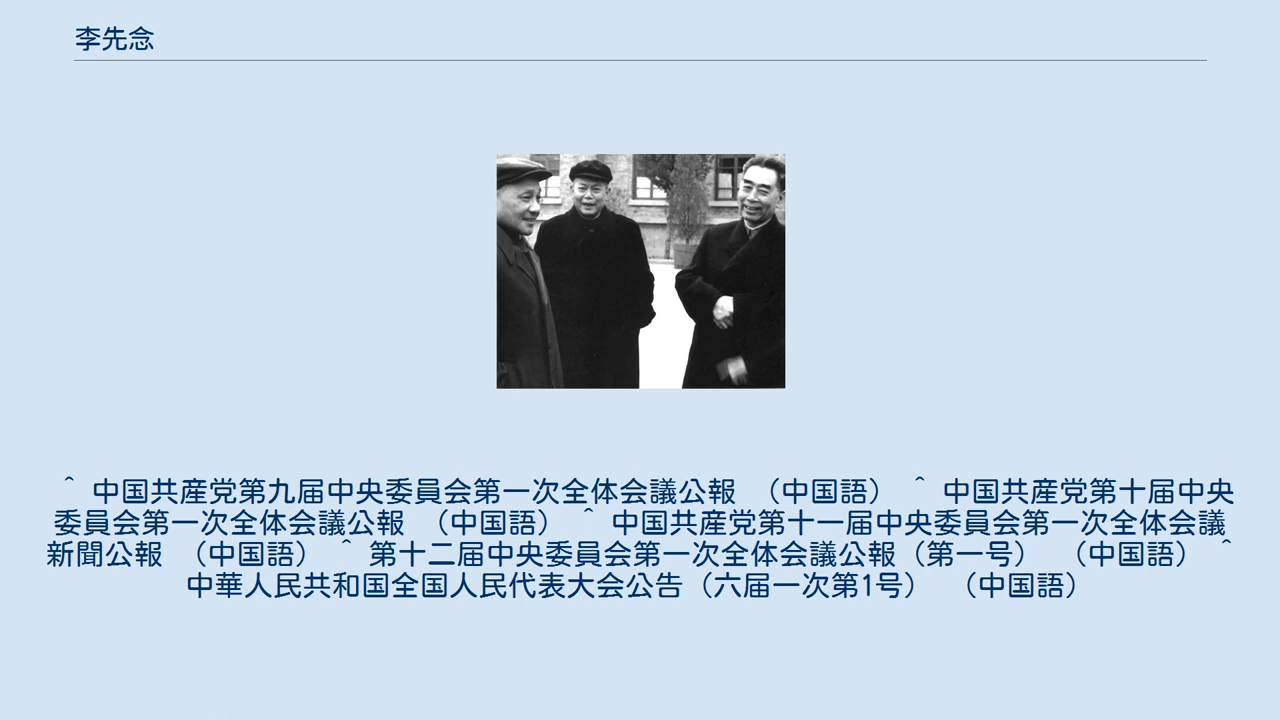 李先念
＾ 中国共産党第九届中央委員会第一次全体会議公報 （中国語） ＾ 中国共産党第十届中央
委員会第一次全体会議公報 （中国語） ＾ 中国共産党第十一届中央委員会第一次全体会議
新聞公報 （中国語） ＾ 第十二届中央委員会第一次全体会議公報（第一号） （中国語） ＾
中華人民共和国全国人民代表大会公告（六届一次第1号） （中国語）